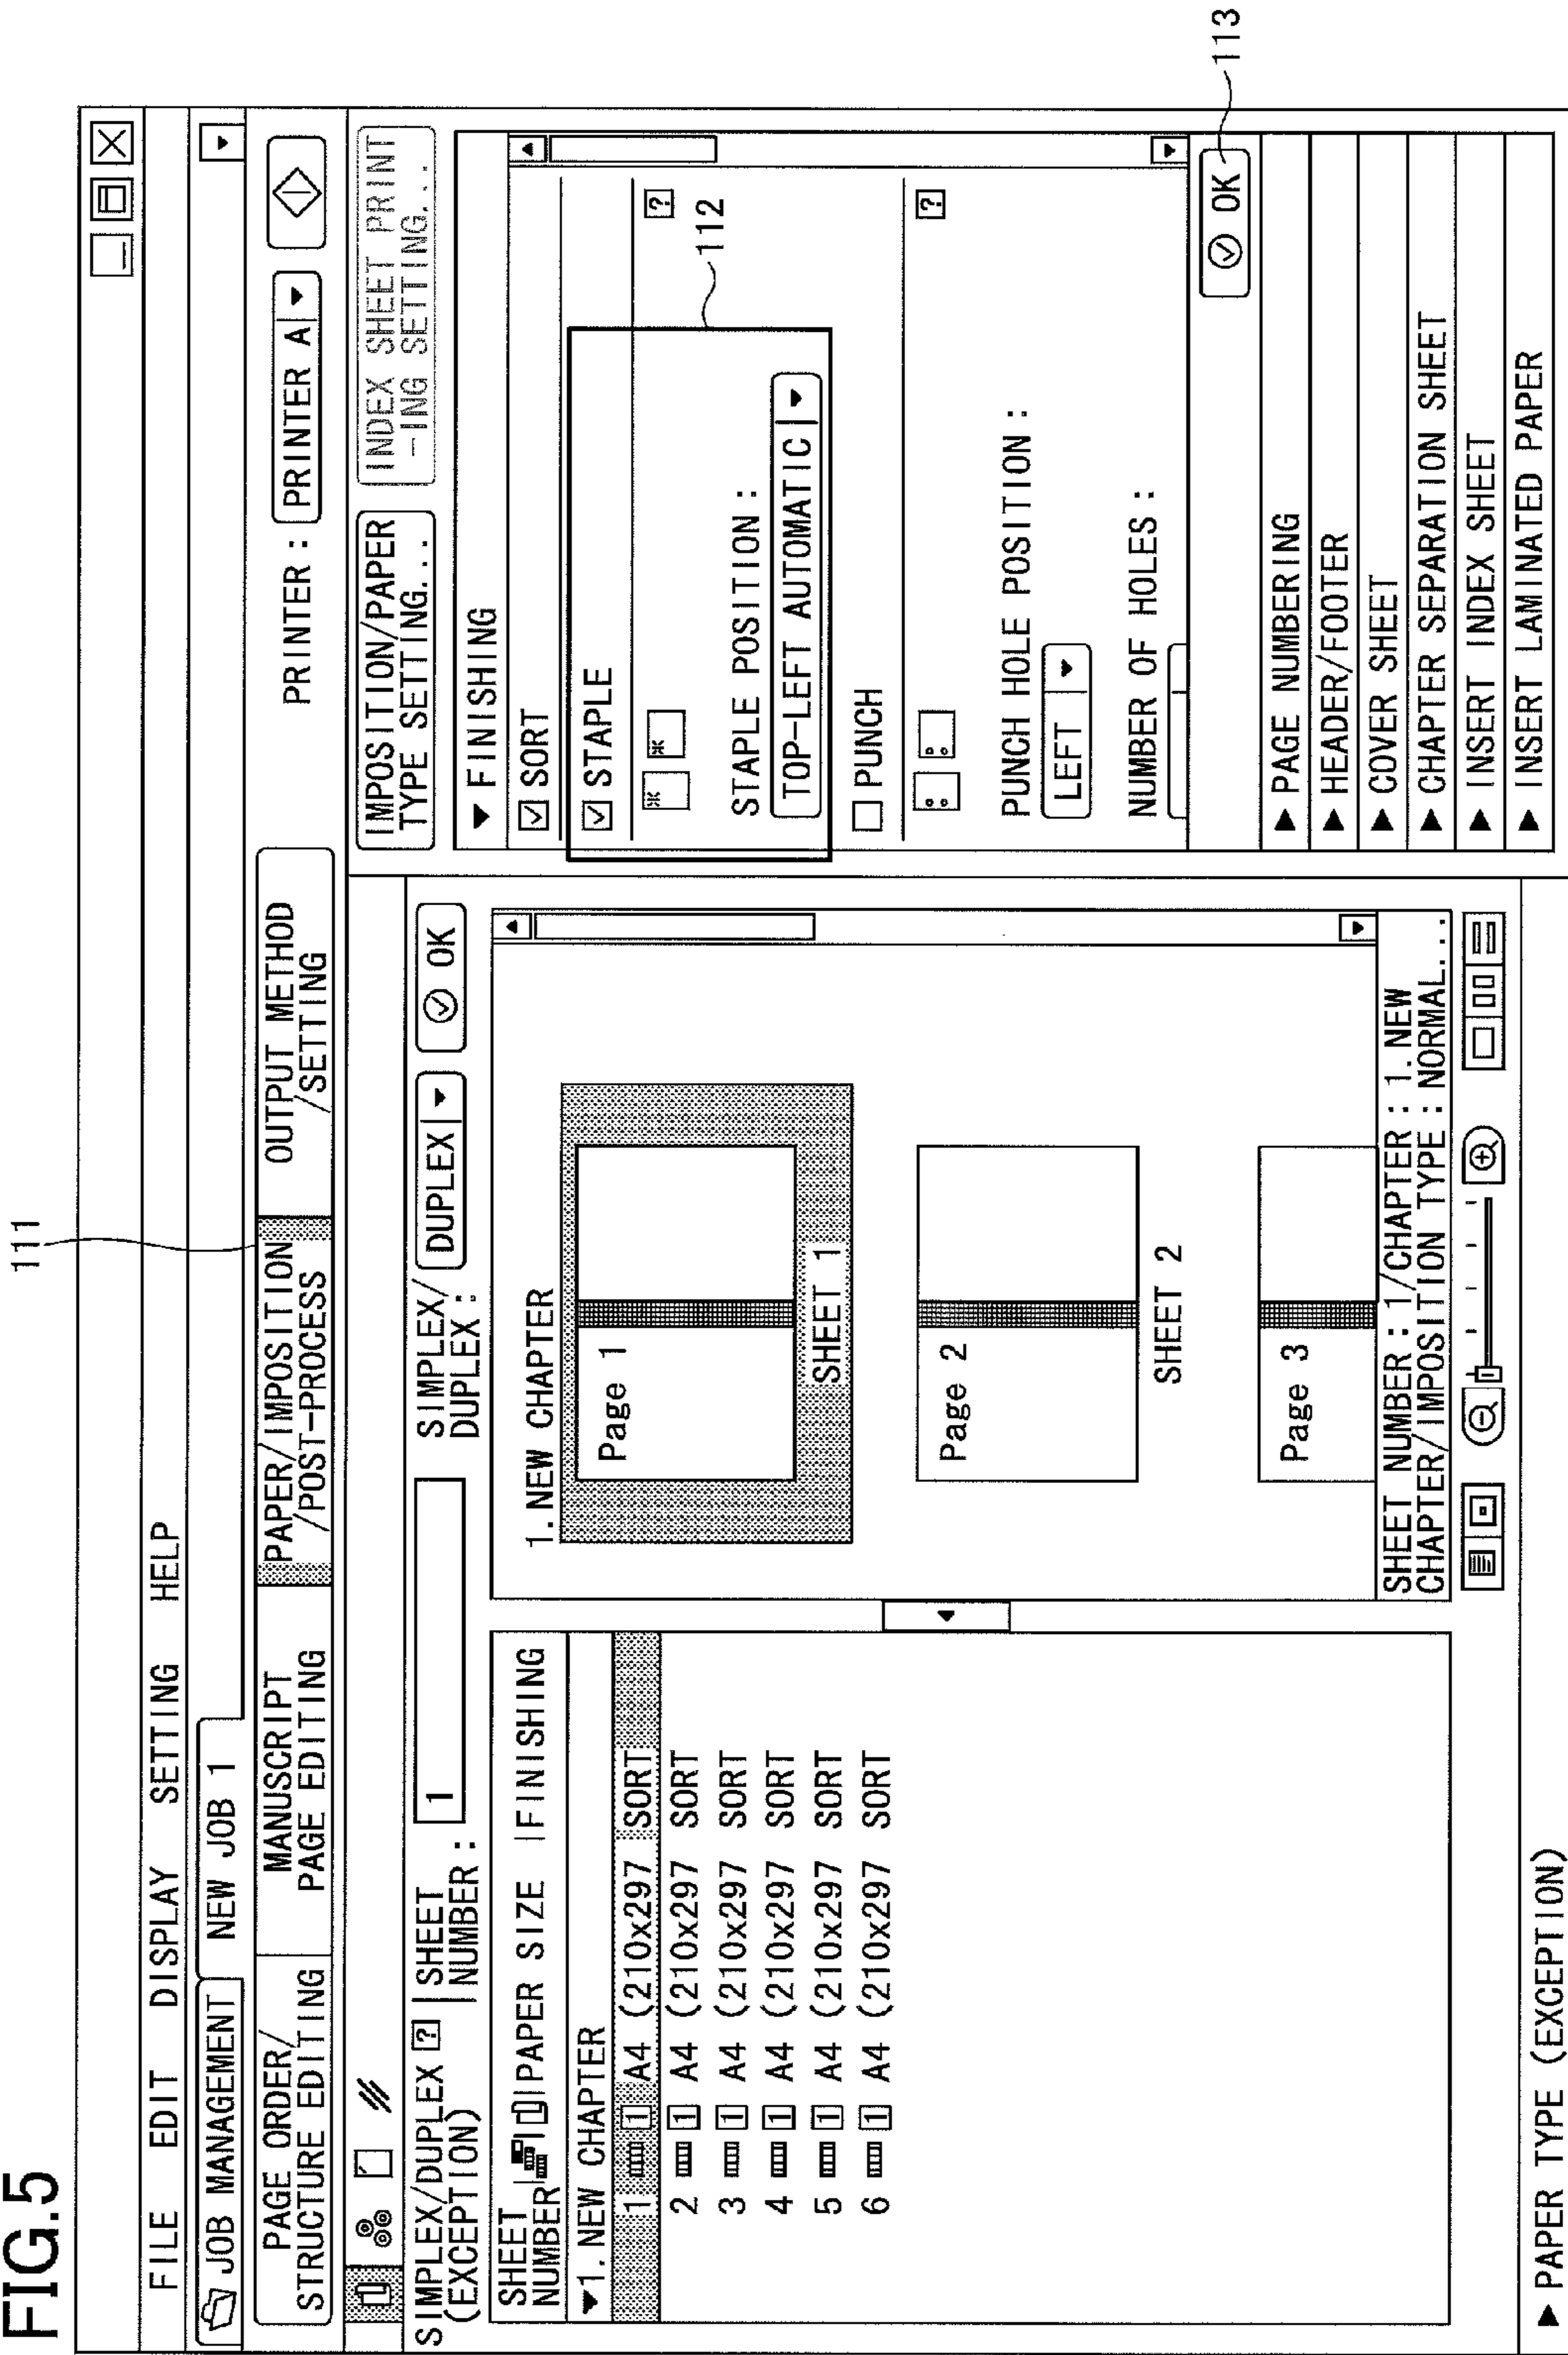 FIG.5
111
FILE EDIT DISPLAY SETTING HELP
JOB MANAGEMENT NEW JOB 1
PAGE ORDER/
STRUCTURE EDITING
MANUSCRIPT
PAGE EDITING
PAPER/IMPOSITION
/POST-PROCESS
OUTPUT METHOD
/SETTING
PRINTER : PRINTER A
SIMPLEX/DUPLEX ?
(EXCEPTION)
SHEET
NUMBER : 1
SIMPLEX/
DUPLEX :
DUPLEX
OK
SHEET
NUMBER
PAPER SIZE
FINISHING
1. NEW CHAPTER
1 1 A4 (210x297 SORT
2 1 A4 (210x297 SORT
3 1 A4 (210x297 SORT
4 1 A4 (210x297 SORT
5 1 A4 (210x297 SORT
6 1 A4 (210x297 SORT
1. NEW CHAPTER
Page 1
SHEET 1
Page 2
SHEET 2
Page 3
SHEET NUMBER : 1/CHAPTER : 1. NEW
CHAPTER/IMPOSITION TYPE : NORMAL...
PAPER TYPE (EXCEPTION)
IMPOSITION/PAPER
TYPE SETTING...
INDEX SHEET PRINT
-ING SETTING...
FINISHING
SORT
STAPLE
?
112
STAPLE POSITION :
TOP-LEFT AUTOMATIC
PUNCH
?
PUNCH HOLE POSITION :
LEFT
NUMBER OF HOLES :
OK
113
PAGE NUMBERING
HEADER/FOOTER
COVER SHEET
CHAPTER SEPARATION SHEET
INSERT INDEX SHEET
INSERT LAMINATED PAPER